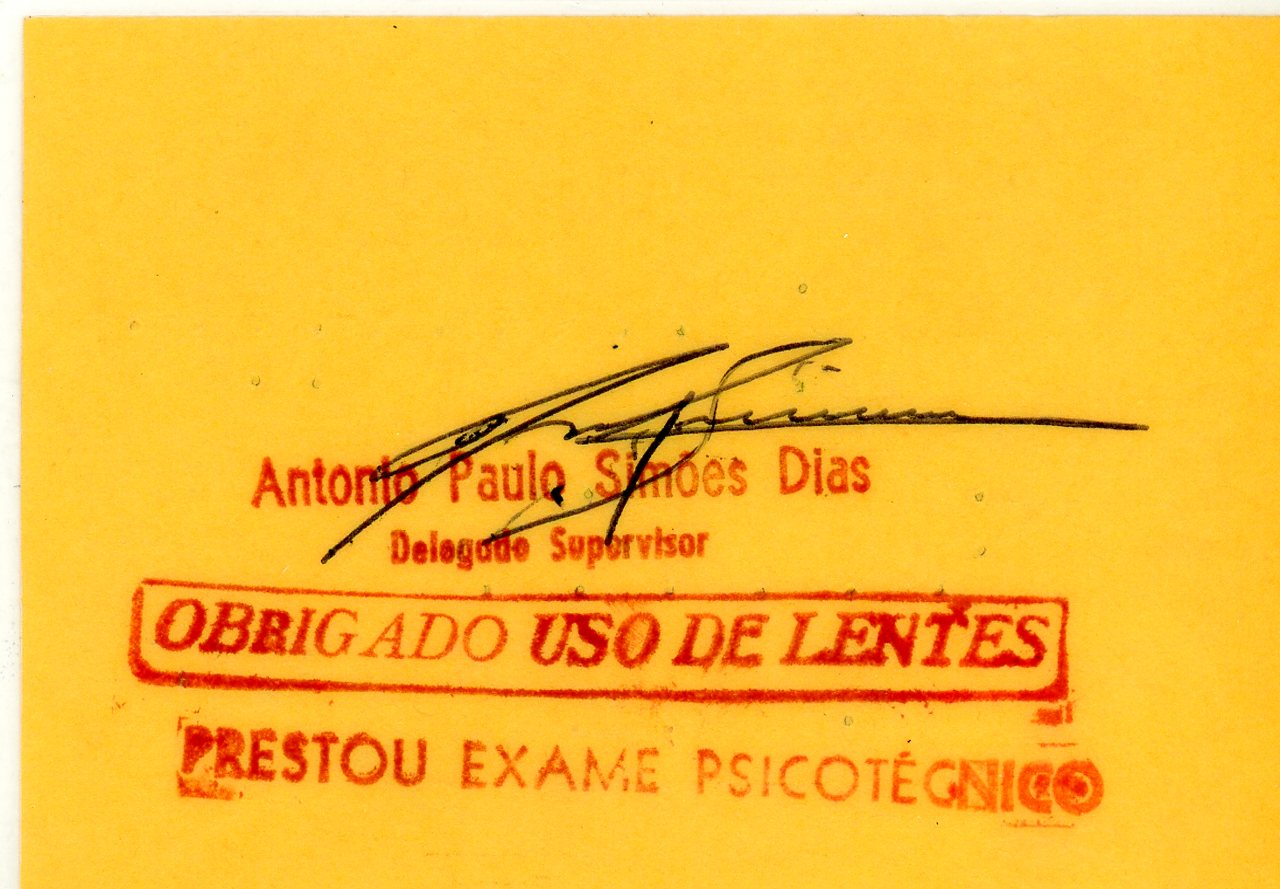 Antonio Paulo Simões Dias
Delegado Supervisor
OBRIGADO USO DE LENTES
PRESTOU EXAME PSICOTÉCNICO